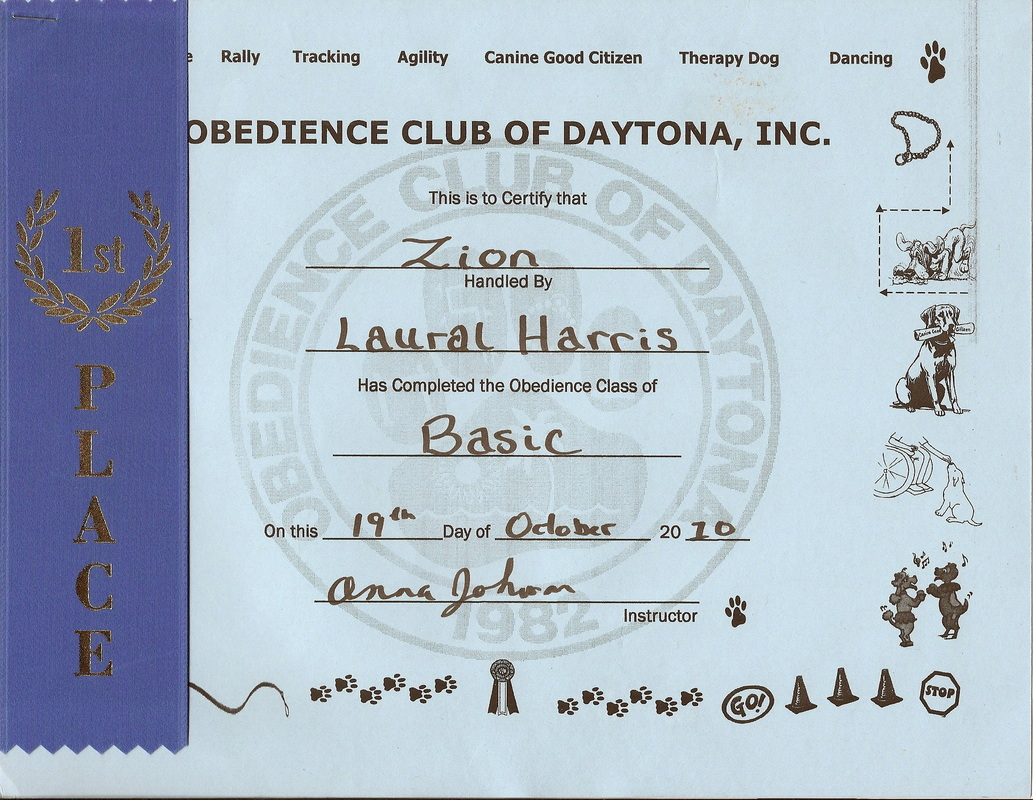 Rally Tracking Agility Canine Good Citizen Therapy Dog Dancing
OBEDIENCE CLUB OF DAYTONA, INC.
OBEDIENCE CLUB OF DAYTONA
This is to Certify that
Zion
Handled By
Laural Harris
Has Completed the Obedience Class of
Basic
On this 19th Day of October 20 10
Anna
Instructor
1982
GO!
STOP
1st
PLACE